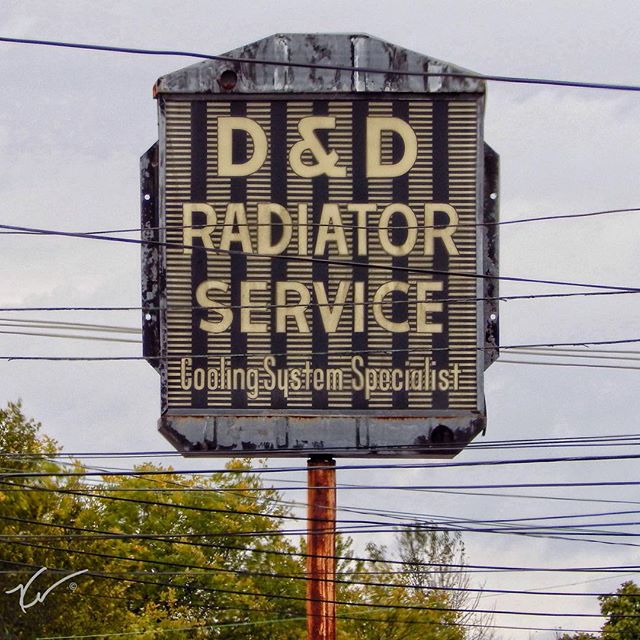 D & D
RADIATOR
SERVICE
Cooling System Specialist
©